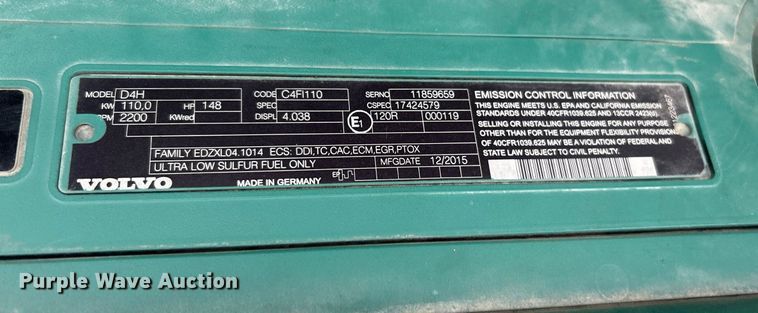 MODEL D4H CODE C4FI110 SERNO 11859659
KW 110,0 HP 148 SPEC CSPEC 17424579
RPM 2200 KWred DISPL 4.038 E1 120R 000119
FAMILY EDZXL04.1014 ECS: DDI,TC,CAC,ECM,EGR,PTOX
ULTRA LOW SULFUR FUEL ONLY MFGDATE 12/2015
VOLVO MADE IN GERMANY EP
EMISSION CONTROL INFORMATION
THIS ENGINE MEETS U.S. EPA AND CALIFORNIA EMISSION
STANDARDS UNDER 40CFR1039.625 AND 13CCR 2423(d).
SELLING OR INSTALLING THIS ENGINE FOR ANY PURPOSE
OTHER THAN FOR THE EQUIPMENT FLEXIBILITY PROVISION
OF 40CFR1039.625 MAY BE A VIOLATION OF FEDERAL AND
STATE LAW SUBJECT TO CIVIL PENALTY.
Purple Wave Auction